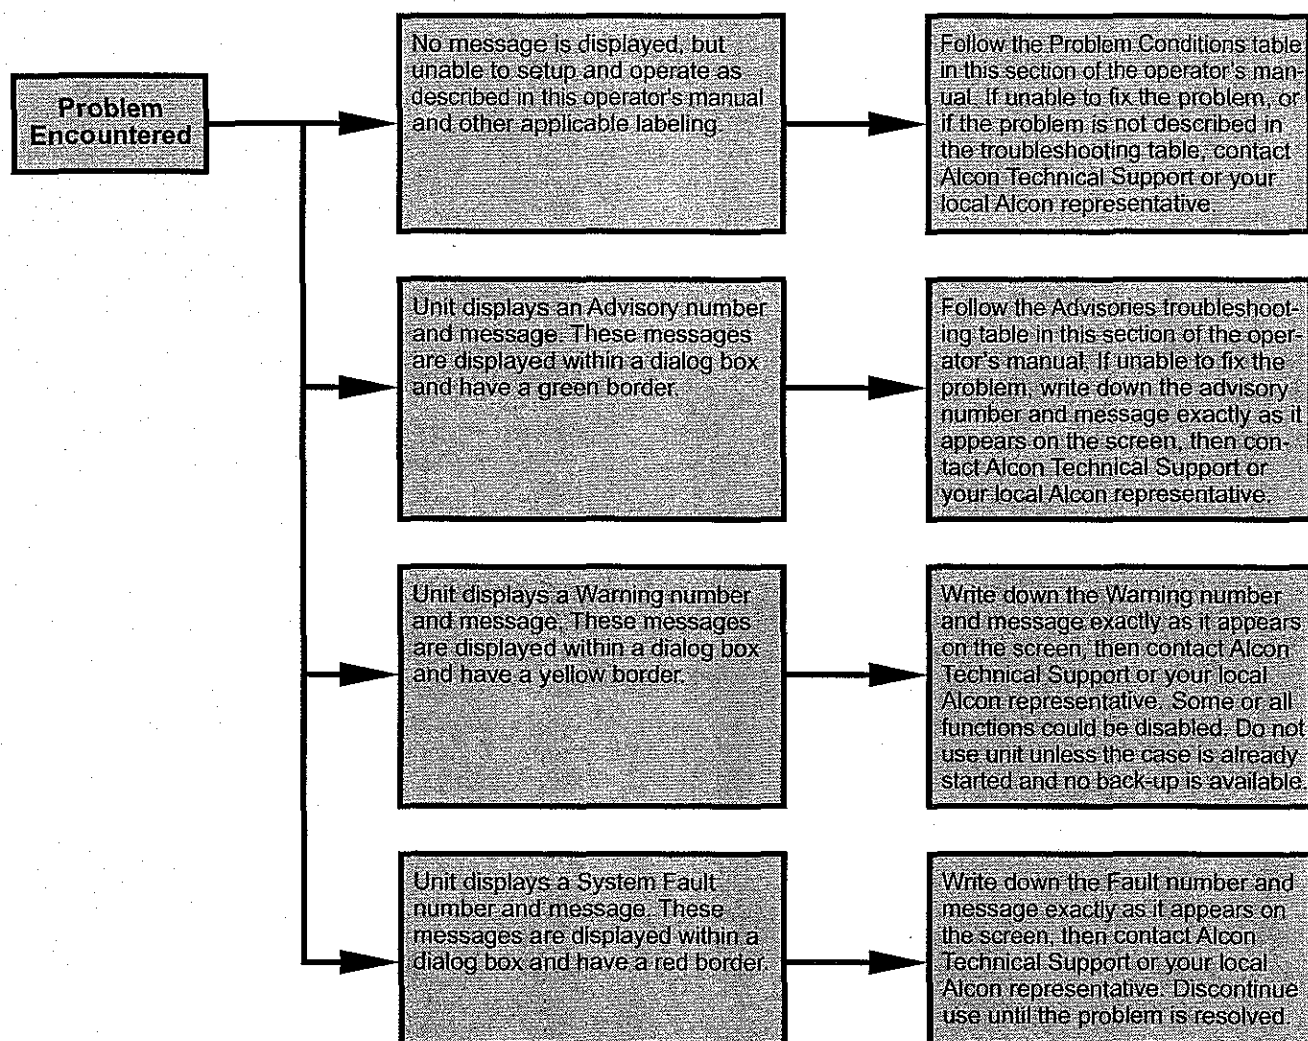 Problem
Encountered
No message is displayed, but
unable to setup and operate as
described in this operator's manual
and other applicable labeling.
Follow the Problem Conditions table
in this section of the operator's man-
ual. If unable to fix the problem, or
if the problem is not described in
the troubleshooting table, contact
Alcon Technical Support or your
local Alcon representative.
Unit displays an Advisory number
and message. These messages
are displayed within a dialog box
and have a green border.
Follow the Advisories troubleshoot-
ing table in this section of the oper-
ator's manual. If unable to fix the
problem, write down the advisory
number and message exactly as it
appears on the screen, then con-
tact Alcon Technical Support or
your local Alcon representative.
Unit displays a Warning number
and message. These messages
are displayed within a dialog box
and have a yellow border.
Write down the Warning number
and message exactly as it appears
on the screen, then contact Alcon
Technical Support or your local
Alcon representative. Some or all
functions could be disabled. Do not
use unit unless the case is already
started and no back-up is available
Unit displays a System Fault
number and message. These
messages are displayed within a
dialog box and have a red border.
Write down the Fault number and
message exactly as it appears on
the screen, then contact Alcon
Technical Support or your local
Alcon representative. Discontinue
use until the problem is resolved.